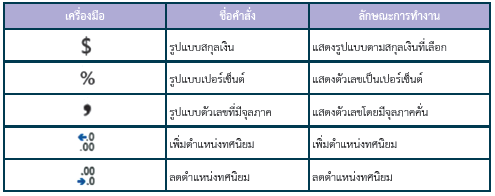 เครื่องมือ ชื่อคำสั่ง ลักษณะการทำงาน
$ รูปแบบสกุลเงิน แสดงรูปแบบตามสกุลเงินที่เลือก
% รูปแบบเปอร์เซ็นต์ แสดงตัวเลขเป็นเปอร์เซ็นต์
, รูปแบบตัวเลขที่มีจุลภาค แสดงตัวเลขโดยมีจุลภาคคั่น
←.0 .00 เพิ่มตำแหน่งทศนิยม เพิ่มตำแหน่งทศนิยม
.00 →.0 ลดตำแหน่งทศนิยม ลดตำแหน่งทศนิยม